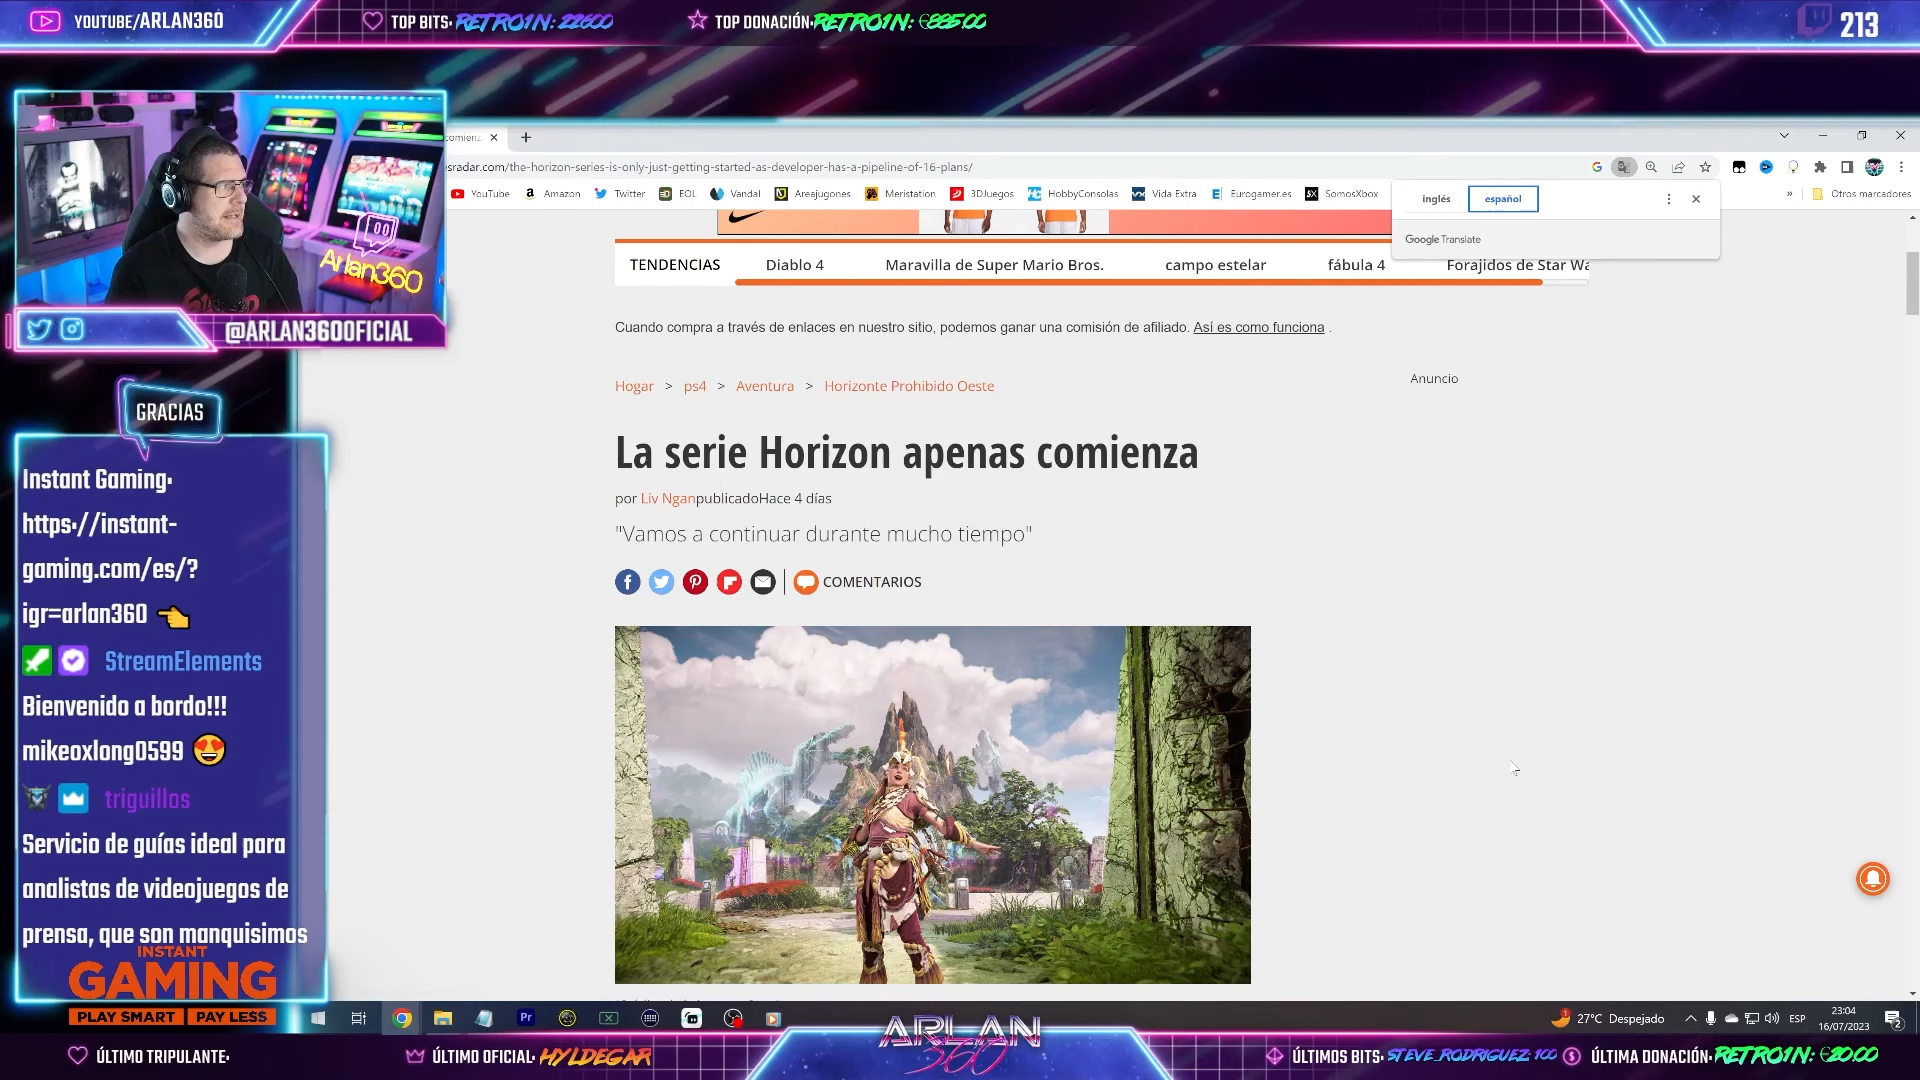 YOUTUBE/ARLAN360
TOP BITS: RETRO1N: 22600
TOP DONACIÓN: RETRO1N: €885.00
213
Arlan360
@ARLAN360OFICIAL
GRACIAS
Instant Gaming:
https://instant-
gaming.com/es/?
igr=arlan360 👈
StreamElements
Bienvenido a bordo!!!
mikeoxlong0599 😍
triguillos
Servicio de guías ideal para
analistas de videojuegos de
prensa, que son manquisimos
INSTANT
GAMING
PLAY SMART PAY LESS
comienz
esradar.com/the-horizon-series-is-only-just-getting-started-as-developer-has-a-pipeline-of-16-plans/
YouTube Amazon Twitter EOL Vandal Areajugones Meristation 3DJuegos HobbyConsolas Vida Extra Eurogamer.es SomosXbox » Otros marcadores
inglés español
Google Translate
TENDENCIAS Diablo 4 Maravilla de Super Mario Bros. campo estelar fábula 4 Forajidos de Star Wa
Cuando compra a través de enlaces en nuestro sitio, podemos ganar una comisión de afiliado. Así es como funciona .
Hogar > ps4 > Aventura > Horizonte Prohibido Oeste
Anuncio
La serie Horizon apenas comienza
por Liv NganpublicadoHace 4 días
"Vamos a continuar durante mucho tiempo"
COMENTARIOS
27°C Despejado
ESP
23:04
16/07/2023
2
ÚLTIMO TRIPULANTE:
ÚLTIMO OFICIAL: HYLDEGAR
ARLAN
360
ÚLTIMOS BITS: STEVE_RODRIGUEZ: 100
ÚLTIMA DONACIÓN: RETRO1N: €20.00